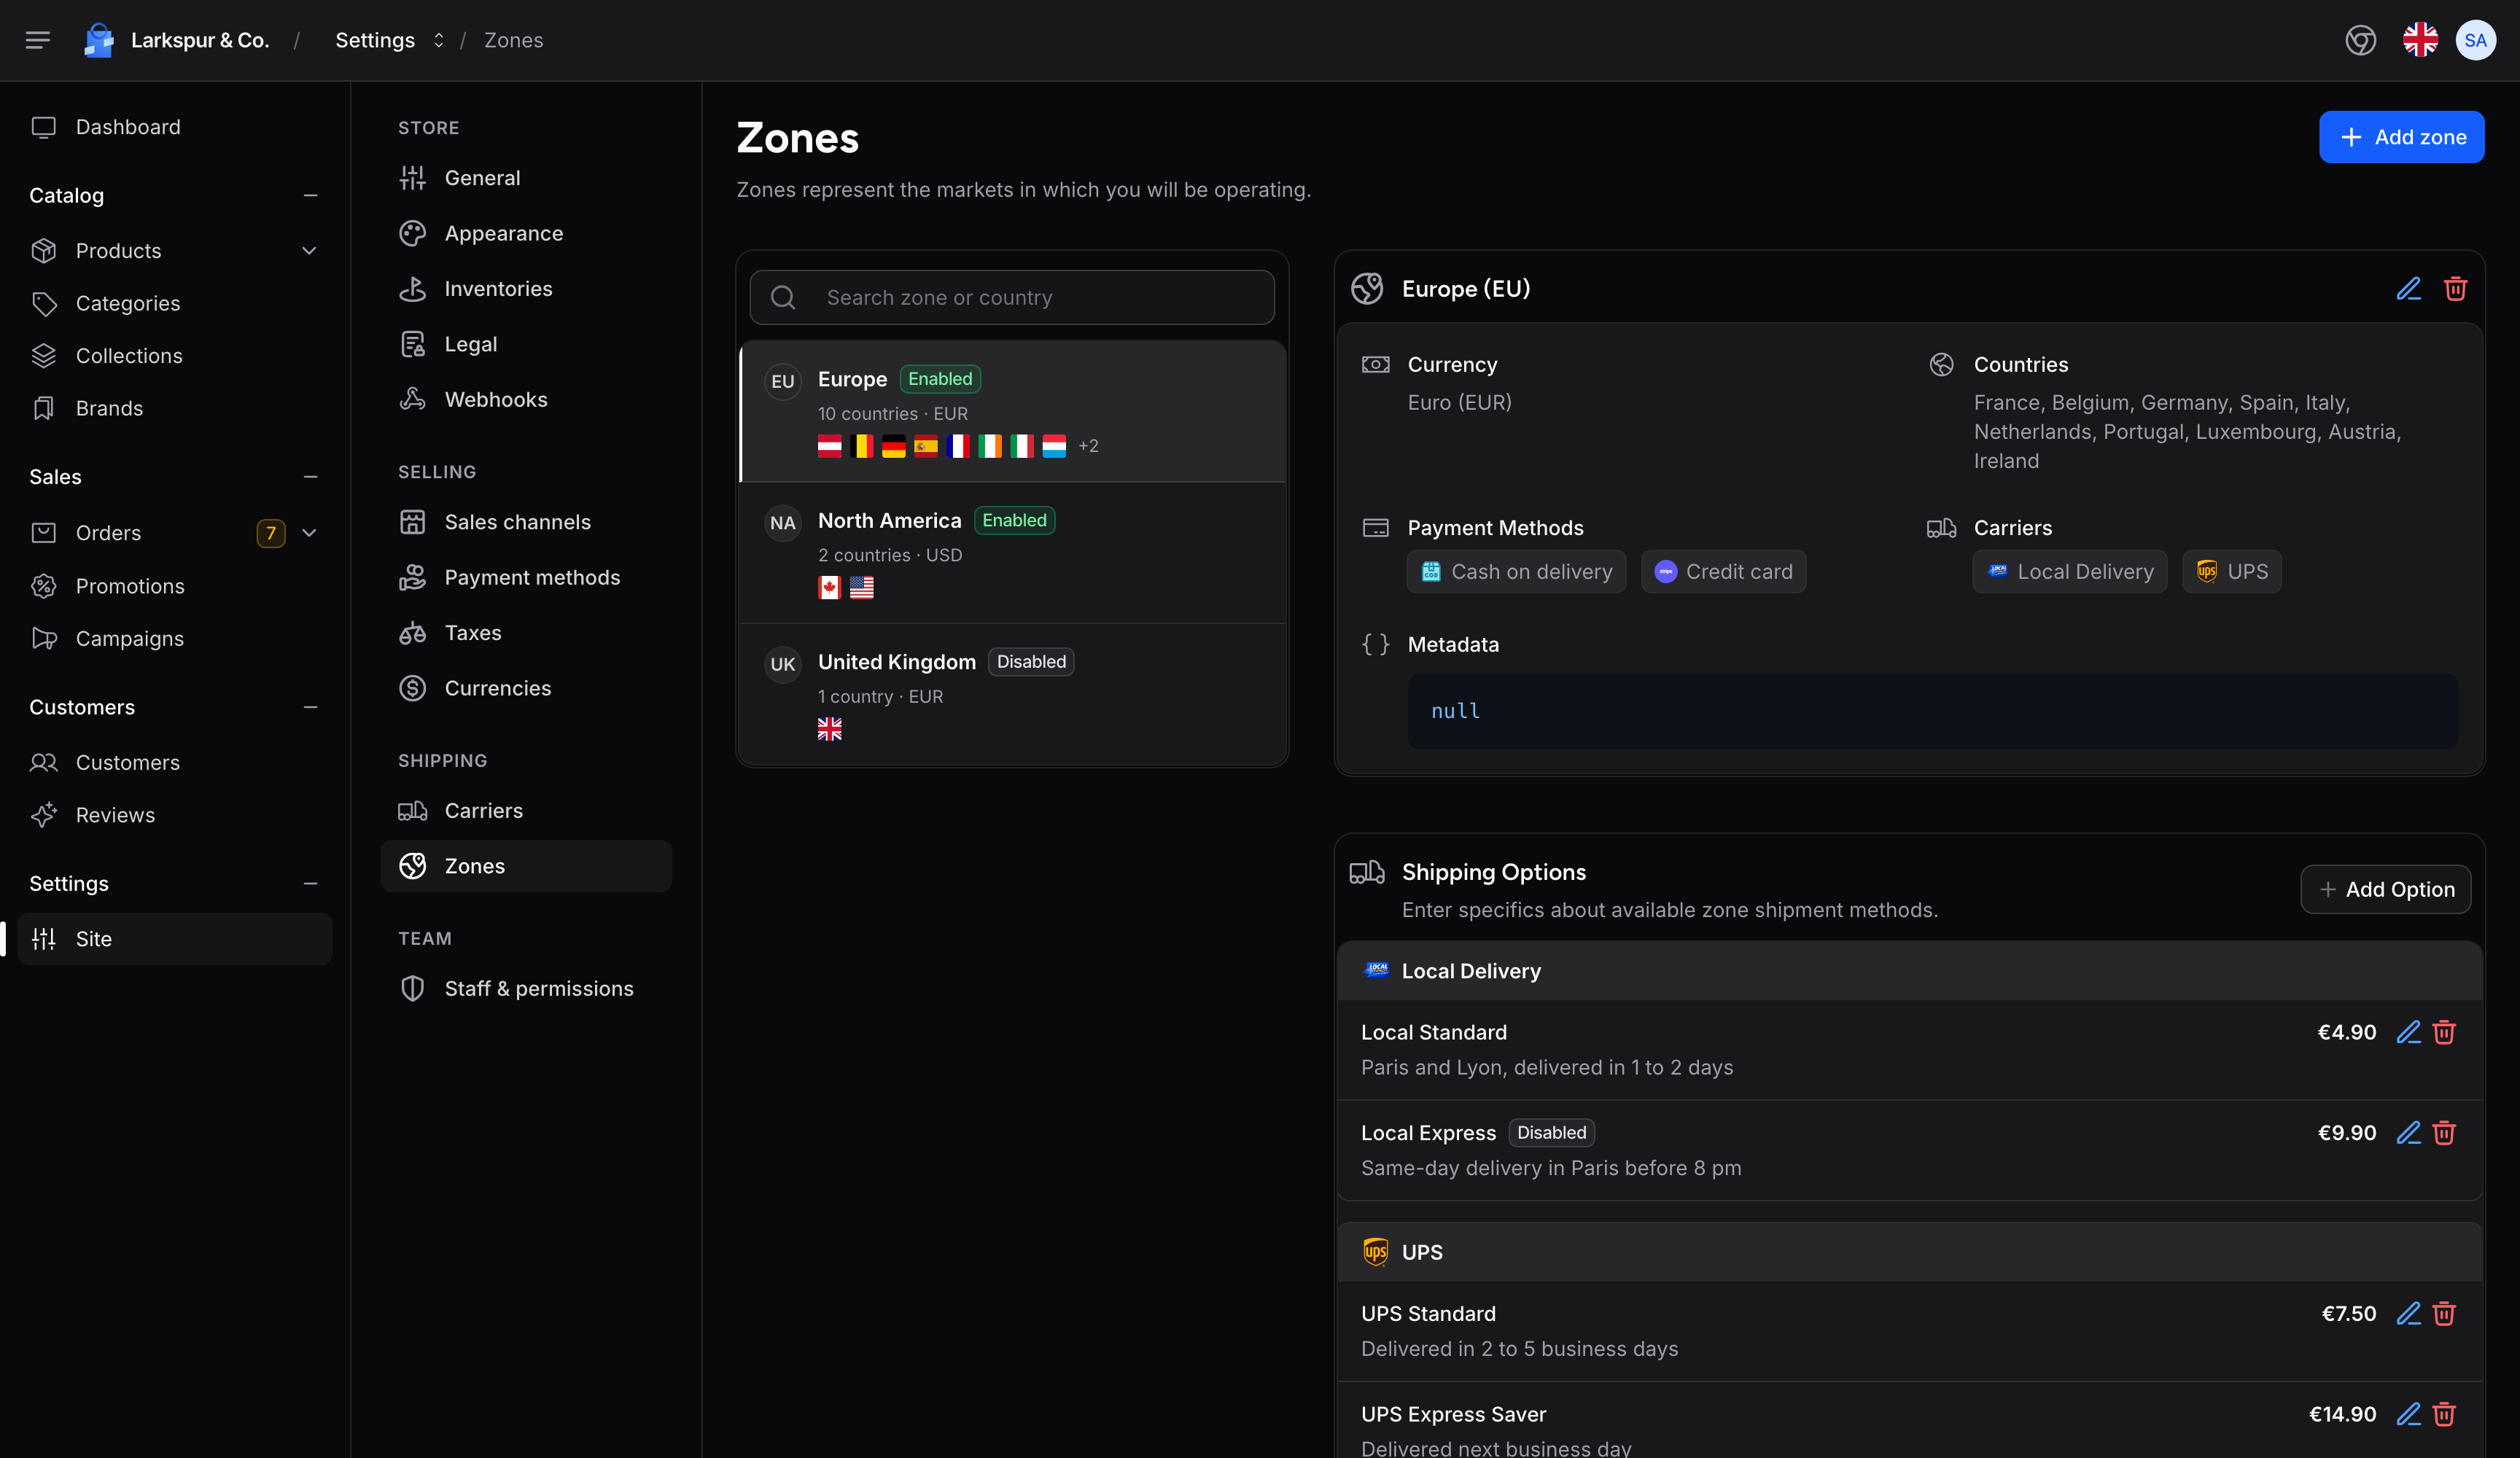 Larkspur & Co. / Settings / Zones
SA
Dashboard
Catalog
Products
Categories
Collections
Brands
Sales
Orders 7
Promotions
Campaigns
Customers
Customers
Reviews
Settings
Site
STORE
General
Appearance
Inventories
Legal
Webhooks
SELLING
Sales channels
Payment methods
Taxes
Currencies
SHIPPING
Carriers
Zones
TEAM
Staff & permissions
Zones
Add zone
Zones represent the markets in which you will be operating.
Search zone or country
EU Europe Enabled
10 countries · EUR
+2
NA North America Enabled
2 countries · USD
UK United Kingdom Disabled
1 country · EUR
Europe (EU)
Currency
Euro (EUR)
Countries
France, Belgium, Germany, Spain, Italy,
Netherlands, Portugal, Luxembourg, Austria,
Ireland
Payment Methods
COD Cash on delivery
stripe Credit card
Carriers
LOCAL Local Delivery
ups UPS
{ } Metadata
null
Shipping Options
Enter specifics about available zone shipment methods.
Add Option
LOCAL Local Delivery
Local Standard €4.90
Paris and Lyon, delivered in 1 to 2 days
Local Express Disabled €9.90
Same-day delivery in Paris before 8 pm
ups UPS
UPS Standard €7.50
Delivered in 2 to 5 business days
UPS Express Saver €14.90
Delivered next business day